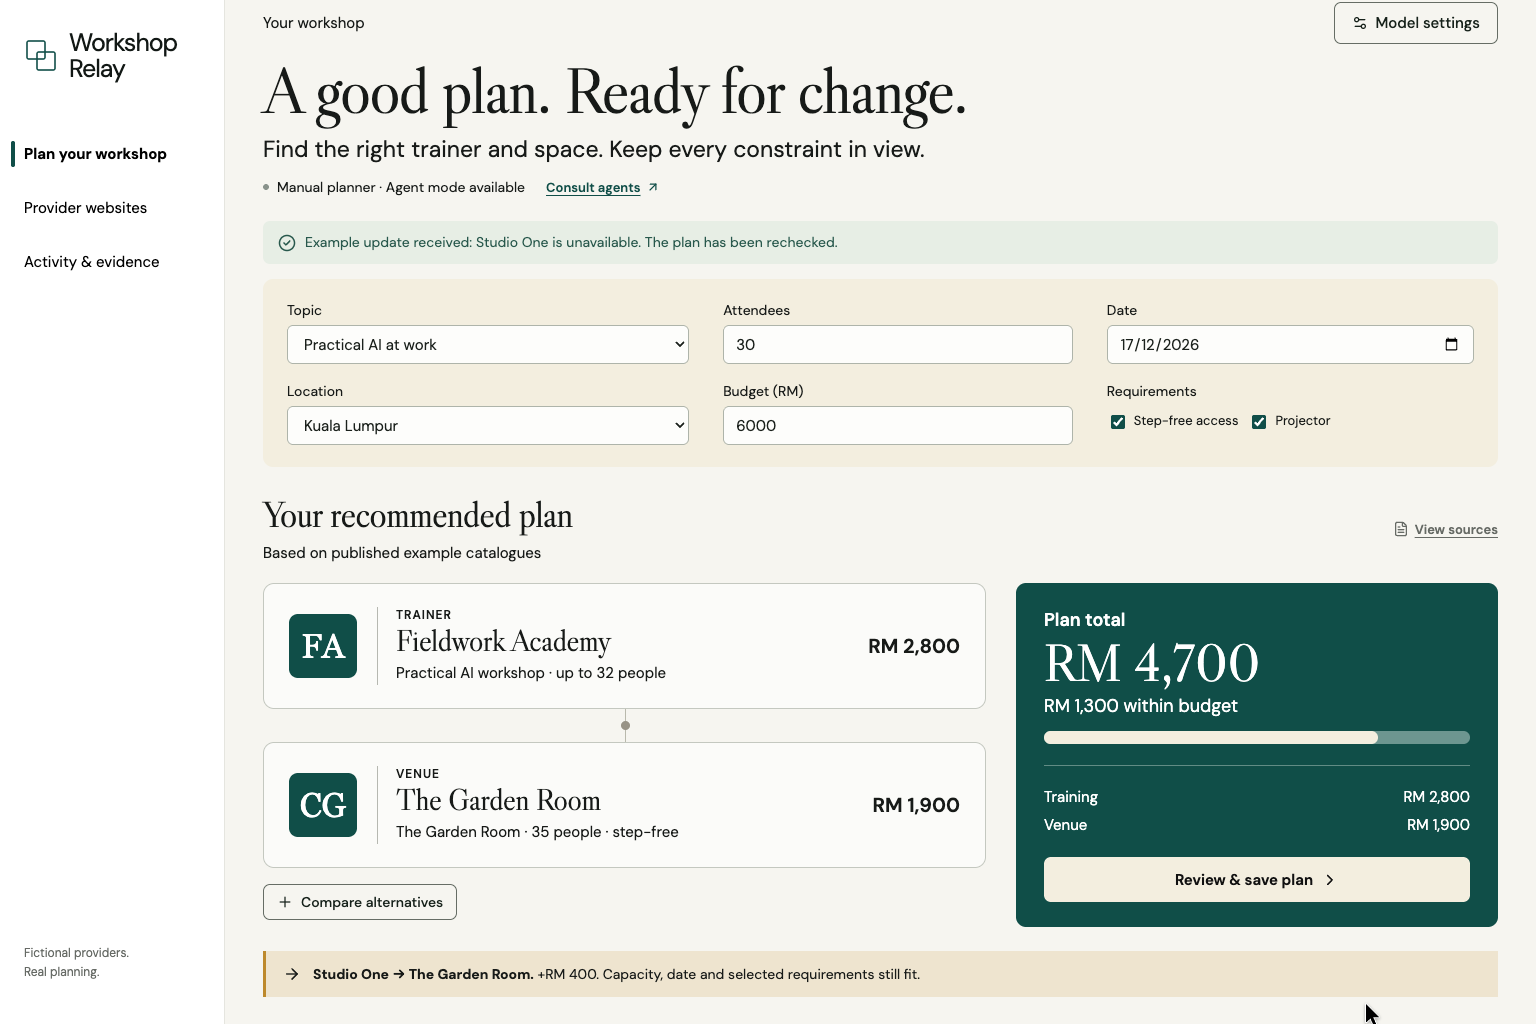 Workshop
Relay
Plan your workshop
Provider websites
Activity & evidence
Fictional providers.
Real planning.
Your workshop
Model settings
A good plan. Ready for change.
Find the right trainer and space. Keep every constraint in view.
Manual planner · Agent mode available Consult agents ↗
Example update received: Studio One is unavailable. The plan has been rechecked.
Topic
Practical AI at work
Attendees
30
Date
17/12/2026
Location
Kuala Lumpur
Budget (RM)
6000
Requirements
Step-free access
Projector
Your recommended plan
Based on published example catalogues
View sources
FA
TRAINER
Fieldwork Academy
Practical AI workshop · up to 32 people
RM 2,800
CG
VENUE
The Garden Room
The Garden Room · 35 people · step-free
RM 1,900
+ Compare alternatives
Plan total
RM 4,700
RM 1,300 within budget
Training RM 2,800
Venue RM 1,900
Review & save plan
→ Studio One → The Garden Room. +RM 400. Capacity, date and selected requirements still fit.